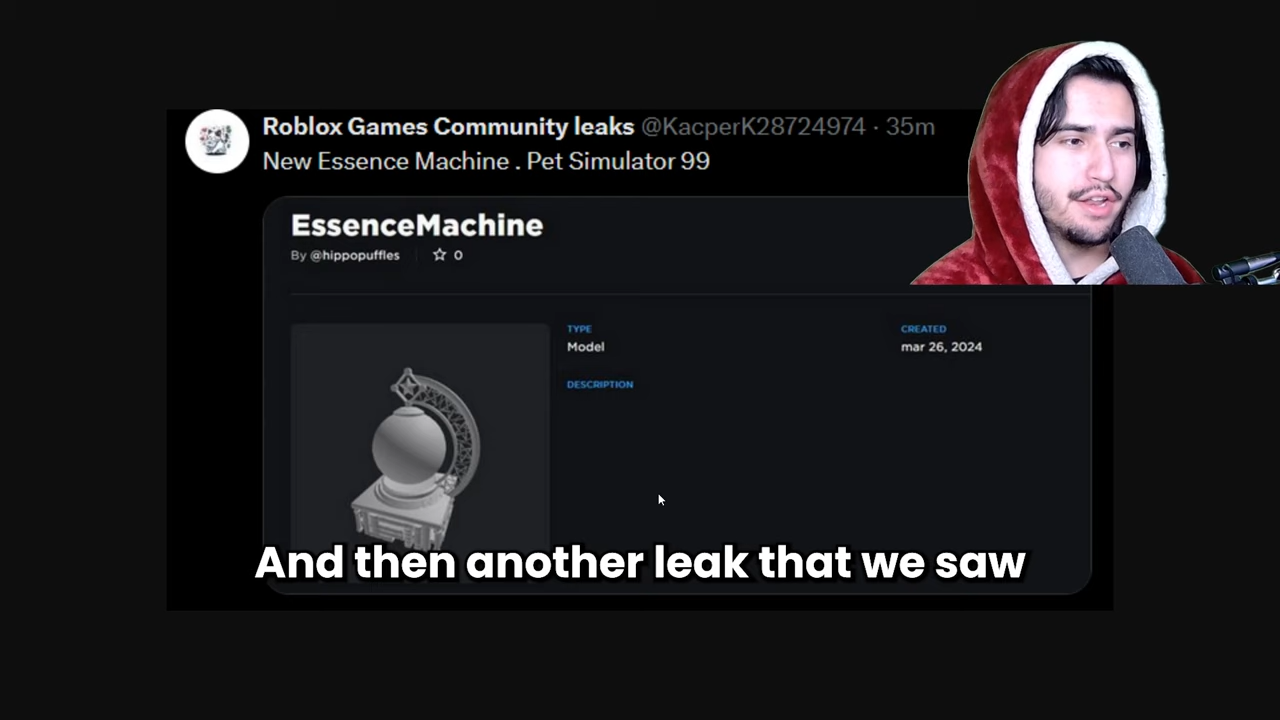 Roblox Games Community leaks @KacperK28724974 · 35m
New Essence Machine . Pet Simulator 99
EssenceMachine
By @hippopuffles ☆ 0
TYPE
Model
CREATED
mar 26, 2024
DESCRIPTION
And then another leak that we saw